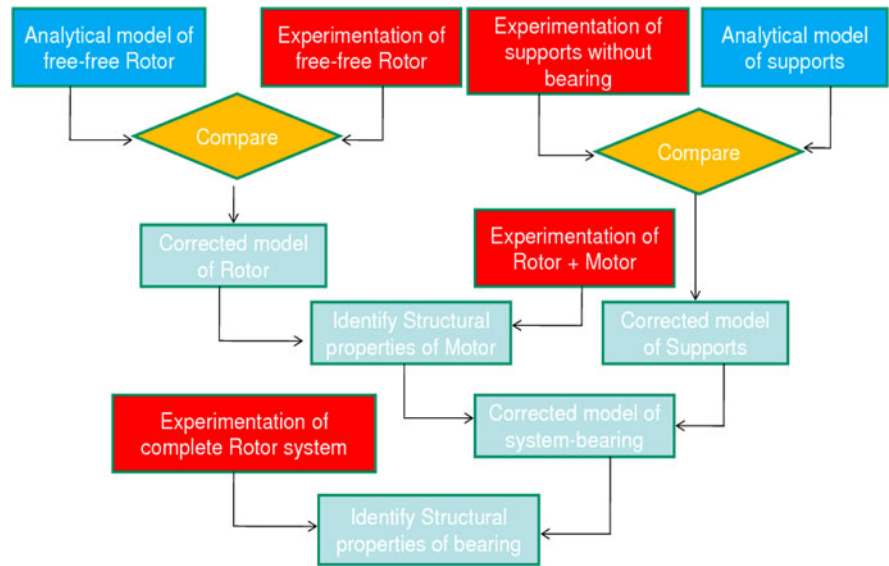 Analytical model of
free-free Rotor
Experimentation of
free-free Rotor
Experimentation of
supports without
bearing
Analytical model
of supports
Compare
Compare
Corrected model
of Rotor
Experimentation of
Rotor + Motor
Identify Structural
properties of Motor
Corrected model
of Supports
Experimentation of
complete Rotor system
Corrected model of
system-bearing
Identify Structural
properties of bearing